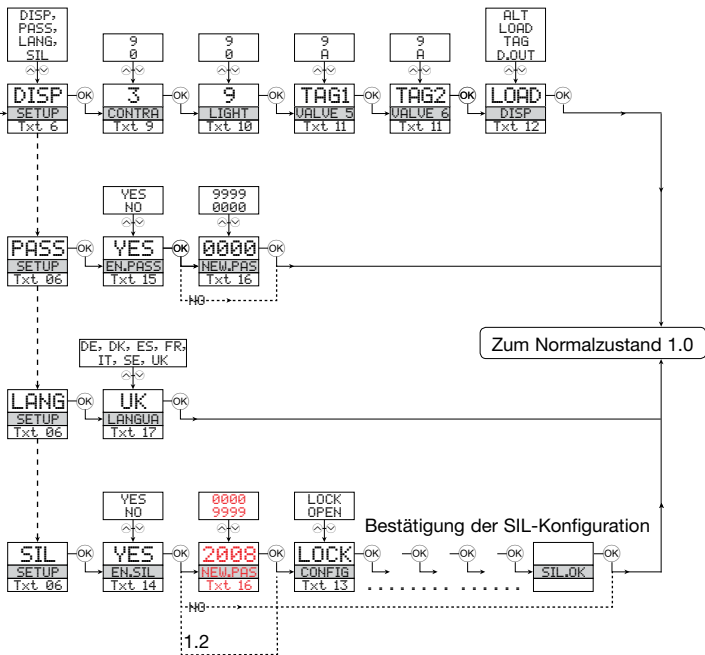 DISP,
PASS,
LANG,
SIL
9
0
9
0
9
A
9
A
ALT
LOAD
TAG
D.OUT
DISP
SETUP
Txt 6
OK
3
CONTRA
Txt 9
OK
9
LIGHT
Txt 10
OK
TAG1
VALVE 5
Txt 11
OK
TAG2
VALVE 6
Txt 11
OK
LOAD
DISP
Txt 12
OK
YES
NO
9999
0000
PASS
SETUP
Txt 06
OK
YES
EN.PASS
Txt 15
OK
0000
NEW.PAS
Txt 16
OK
NO
Zum Normalzustand 1.0
DE, DK, ES, FR,
IT, SE, UK
LANG
SETUP
Txt 06
OK
UK
LANGUA
Txt 17
OK
YES
NO
0000
9999
LOCK
OPEN
Bestätigung der SIL-Konfiguration
SIL
SETUP
Txt 06
OK
YES
EN.SIL
Txt 14
OK
2008
NEW.PAS
Txt 16
OK
LOCK
CONFIG
Txt 13
OK
OK
OK
OK
SIL.OK
OK
NO
1.2